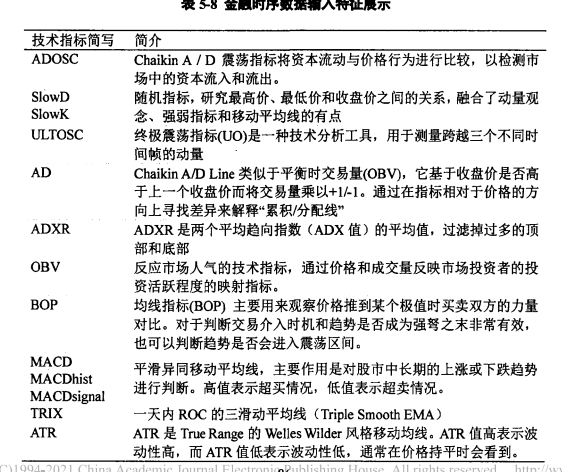 表 5-8 金融时序数据输入特征展示
技术指标简写 简介
ADOSC Chaikin A / D 震荡指标将资本流动与价格行为进行比较，以检测市
场中的资本流入和流出。
SlowD 随机指标，研究最高价、最低价和收盘价之间的关系，融合了动量观
SlowK 念、强弱指标和移动平均线的有点
ULTOSC 终极震荡指标(UO)是一种技术分析工具，用于测量跨越三个不同时
间帧的动量
AD Chaikin A/D Line 类似于平衡时交易量(OBV)，它基于收盘价是否高
于上一个收盘价而将交易量乘以+1/-1。通过在指标相对于价格的方
向上寻找差异来解释“累积/分配线”
ADXR ADXR 是两个平均趋向指数（ADX 值）的平均值，过滤掉过多的顶
部和底部
OBV 反应市场人气的技术指标，通过价格和成交量反映市场投资者的投
资活跃程度的映射指标。
BOP 均线指标(BOP) 主要用来观察价格推到某个极值时买卖双方的力量
对比。对于判断交易介入时机和趋势是否成为强弩之末非常有效，
也可以判断趋势是否会进入震荡区间。
MACD
MACDhist 平滑异同移动平均线，主要作用是对股市中长期的上涨或下跌趋势
MACDsignal 进行判断。高值表示超买情况，低值表示超卖情况。
TRIX 一天内 ROC 的三滑动平均线（Triple Smooth EMA）
ATR ATR 是 True Range 的 Welles Wilder 风格移动均线。ATR 值高表示波
动性高，而 ATR 值低表示波动性低，通常在价格持平时会看到。
C)1994-2021 China Academic Journal Electronic Publishing House. All rights reserved. http://w